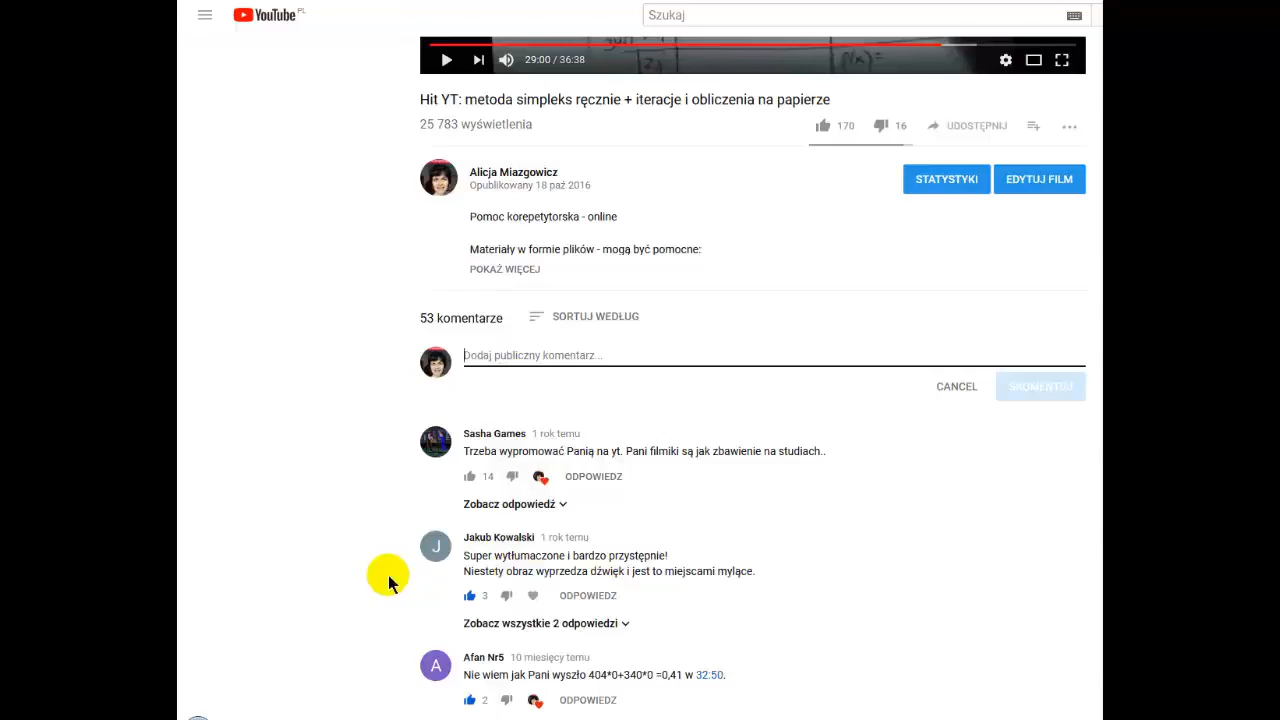 YouTube PL
Szukaj
29:00 / 36:38
Hit YT: metoda simpleks ręcznie + iteracje i obliczenia na papierze
25 783 wyświetlenia
170
16
UDOSTĘPNIJ
Alicja Miazgowicz
Opublikowany 18 paź 2016
STATYSTYKI
EDYTUJ FILM
Pomoc korepetytorska - online
Materiały w formie plików - mogą być pomocne:
POKAŻ WIĘCEJ
53 komentarze
SORTUJ WEDŁUG
Dodaj publiczny komentarz...
CANCEL
SKOMENTUJ
Sasha Games 1 rok temu
Trzeba wypromować Panią na yt. Pani filmiki są jak zbawienie na studiach..
14
ODPOWIEDZ
Zobacz odpowiedź
J
Jakub Kowalski 1 rok temu
Super wytłumaczone i bardzo przystępnie!
Niestety obraz wyprzedza dźwięk i jest to miejscami mylące.
3
ODPOWIEDZ
Zobacz wszystkie 2 odpowiedzi
A
Afan Nr5 10 miesięcy temu
Nie wiem jak Pani wyszło 404*0+340*0 =0,41 w 32:50.
2
ODPOWIEDZ